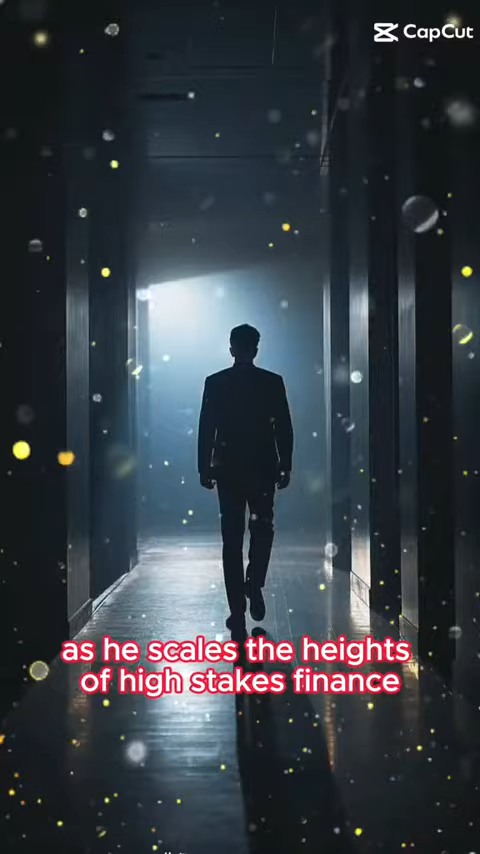 CapCut
as he scales the heights
of high stakes finance